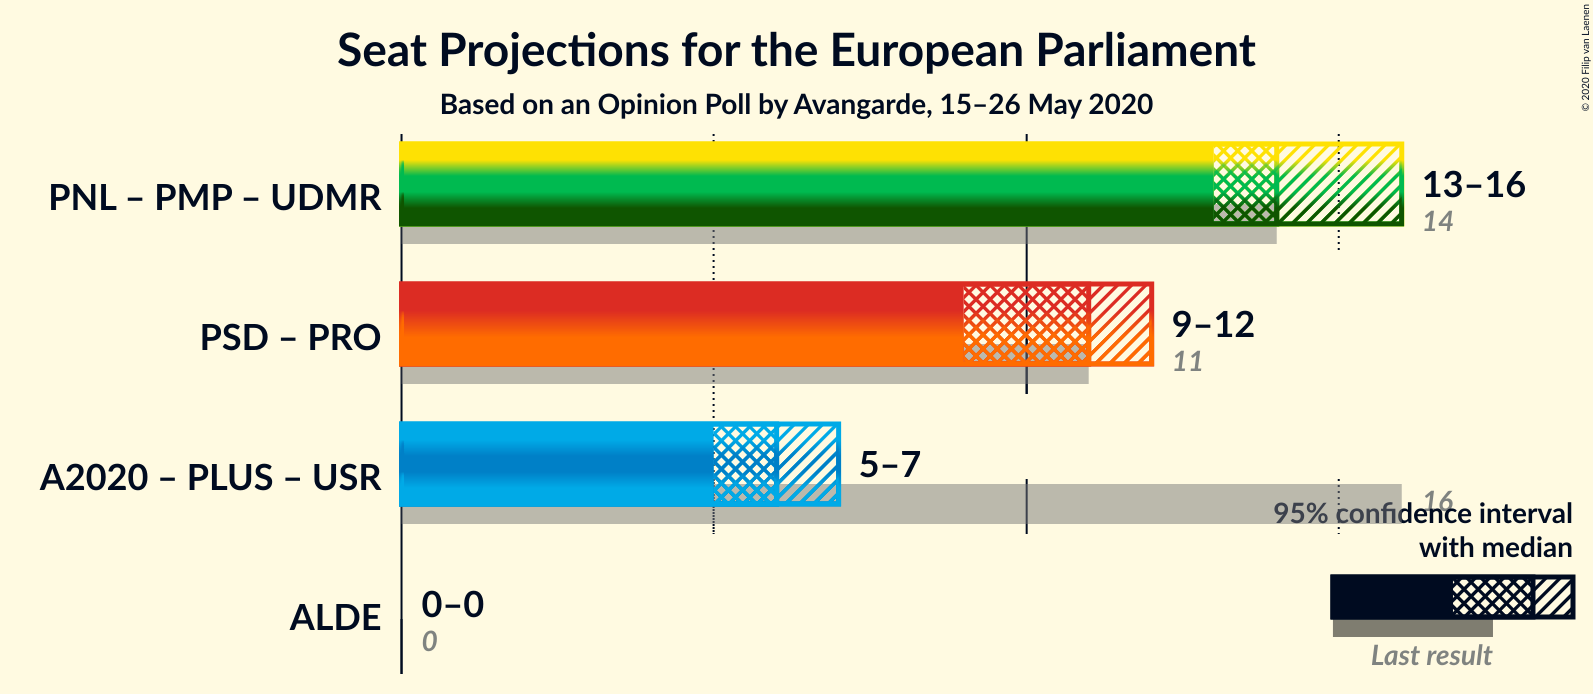 Seat Projections for the European Parliament
Based on an Opinion Poll by Avangarde, 15–26 May 2020
© 2020 Filip van Laenen
PNL – PMP – UDMR
13–16
14
PSD – PRO
9–12
11
A2020 – PLUS – USR
5–7
16
ALDE
0–0
0
95% confidence interval
with median
Last result